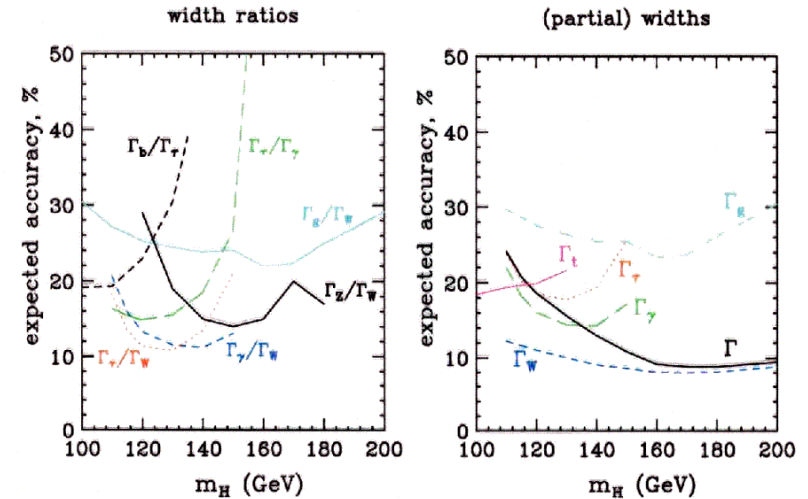 width ratios
(partial) widths
expected accuracy, %
50
40
30
20
10
0
Γb/Γτ
Γτ/Γγ
Γg/ΓW
ΓZ/ΓW
Γτ/ΓW
Γγ/ΓW
100 120 140 160 180 200
mH (GeV)
expected accuracy, %
50
40
30
20
10
0
Γg
Γt
Γτ
Γγ
Γ
ΓW
100 120 140 160 180 200
mH (GeV)